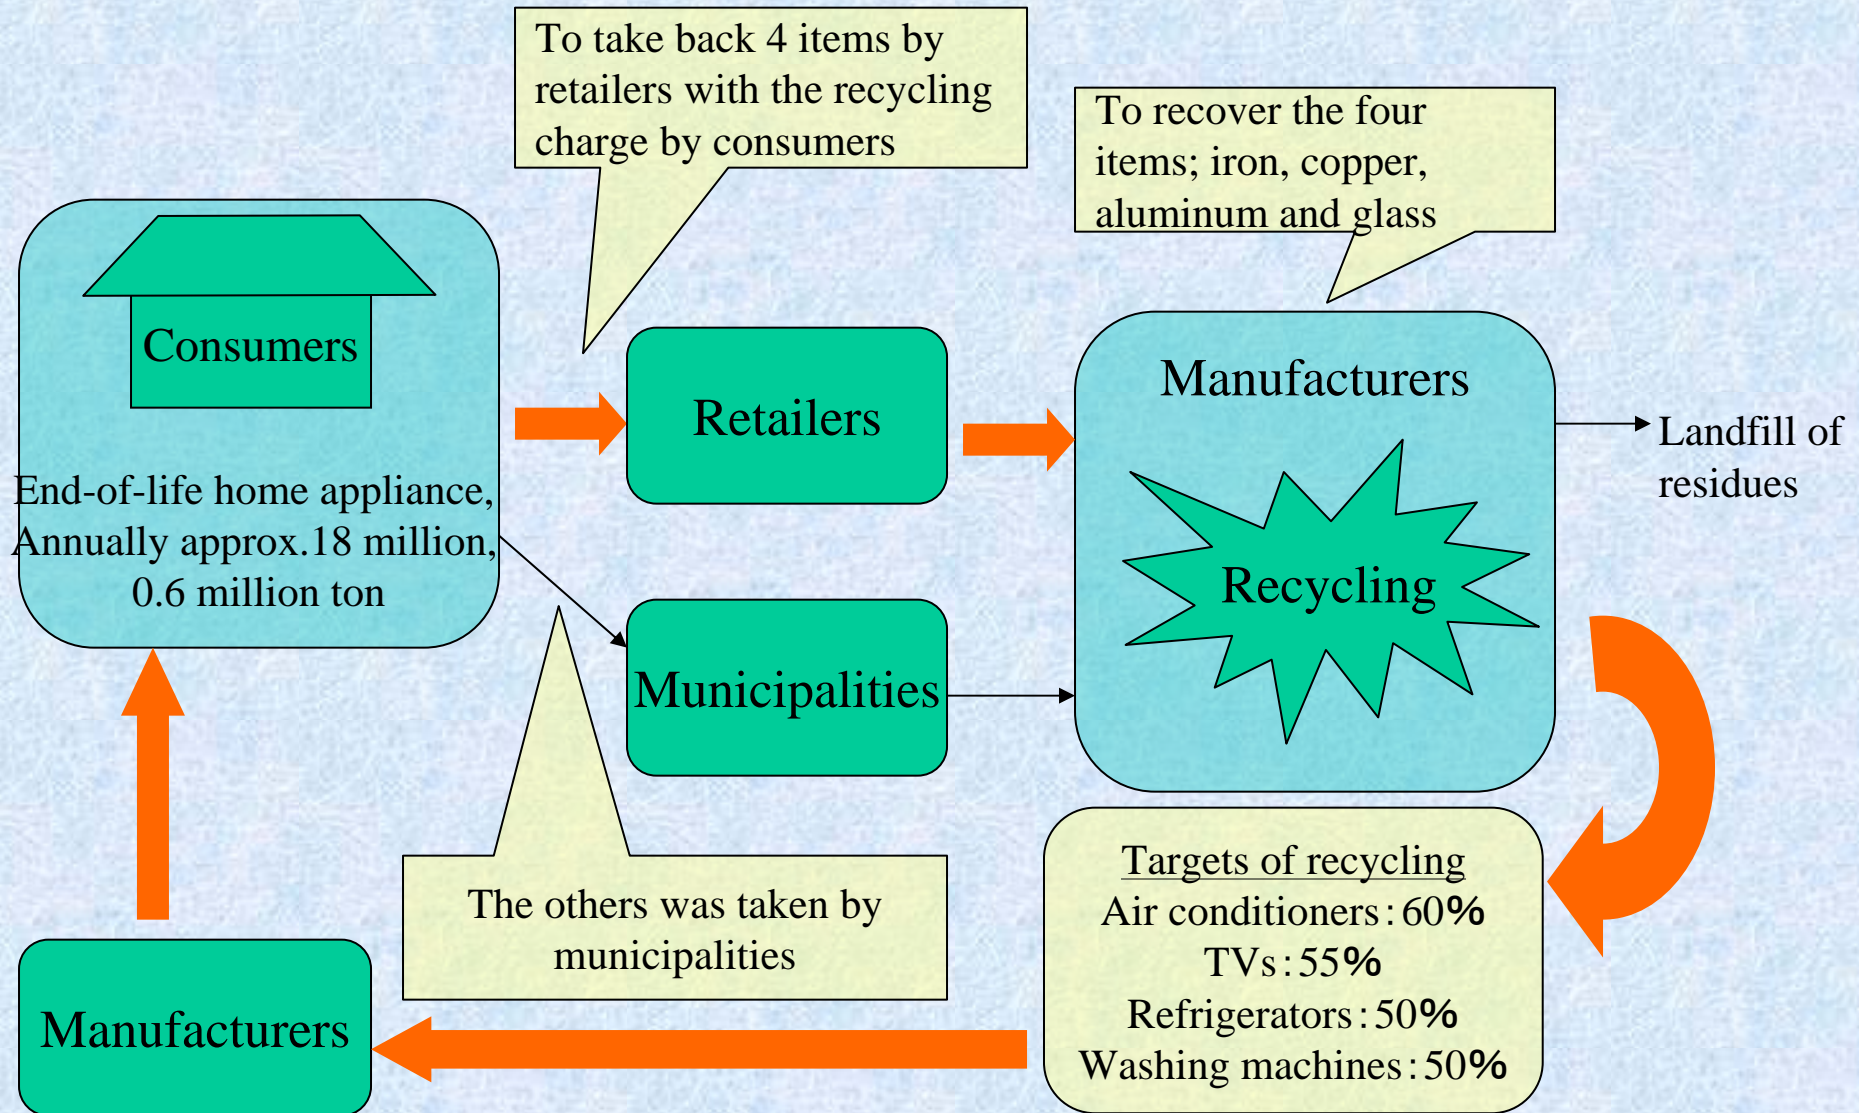 To take back 4 items by
retailers with the recycling
charge by consumers
To recover the four
items; iron, copper,
aluminum and glass
Consumers
End-of-life home appliance,
Annually approx.18 million,
0.6 million ton
Retailers
Manufacturers
Recycling
Landfill of
residues
Municipalities
The others was taken by
municipalities
Targets of recycling
Air conditioners:60%
TVs:55%
Refrigerators:50%
Washing machines:50%
Manufacturers